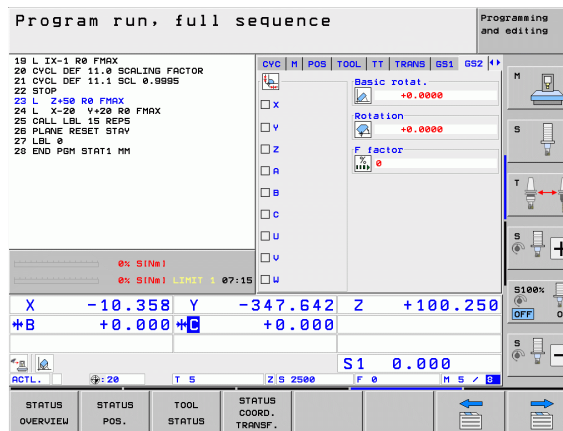 Program run, full sequence
Programming and editing
19 L IX-1 R0 FMAX
20 CYCL DEF 11.0 SCALING FACTOR
21 CYCL DEF 11.1 SCL 0.9995
22 STOP
23 L Z+50 R0 FMAX
24 L X-20 Y+20 R0 FMAX
25 CALL LBL 15 REP5
26 PLANE RESET STAY
27 LBL 0
28 END PGM STAT1 MM
CYC M POS TOOL TT TRANS GS1 GS2
Basic rotat.
+0.0000
Rotation
+0.0000
F factor
% 0
X
Y
Z
A
B
C
U
V
W
0% S[Nm]
0% S[Nm] LIMIT 1 07:15
X -10.358 Y -347.642 Z +100.250
B +0.000 C +0.000
S1 0.000
ACTL. : 20 T 5 Z S 2500 F 0 M 5 / 8
STATUS OVERVIEW
STATUS POS.
TOOL STATUS
STATUS COORD. TRANSF.
M
S
T
S
+
S100%
OFF O
S
-